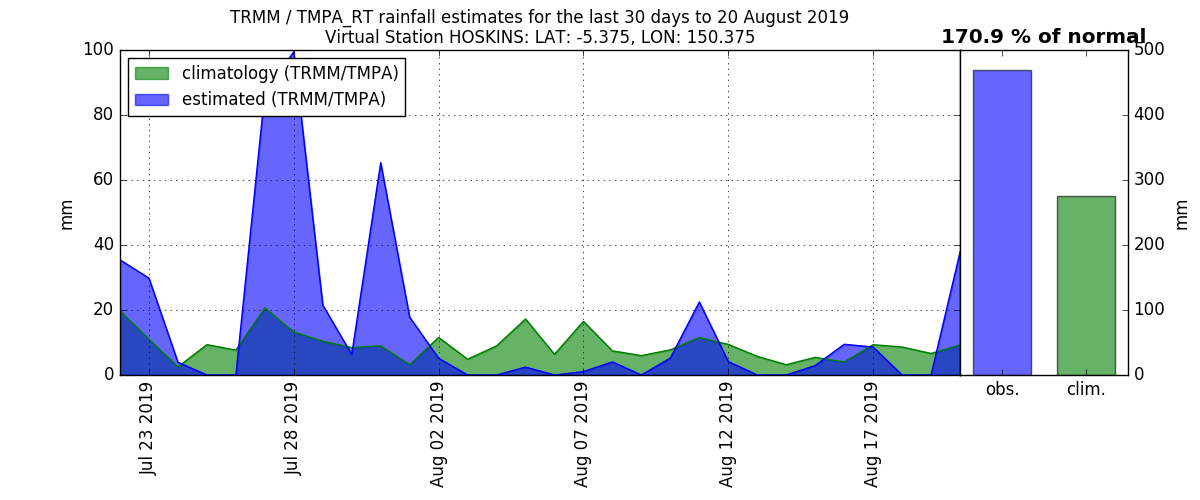 TRMM / TMPA_RT rainfall estimates for the last 30 days to 20 August 2019
Virtual Station HOSKINS: LAT: -5.375, LON: 150.375
170.9 % of normal
climatology (TRMM/TMPA)
estimated (TRMM/TMPA)
100
80
60
40
20
0
mm
Jul 23 2019
Jul 28 2019
Aug 02 2019
Aug 07 2019
Aug 12 2019
Aug 17 2019
500
400
300
200
100
0
mm
obs.
clim.